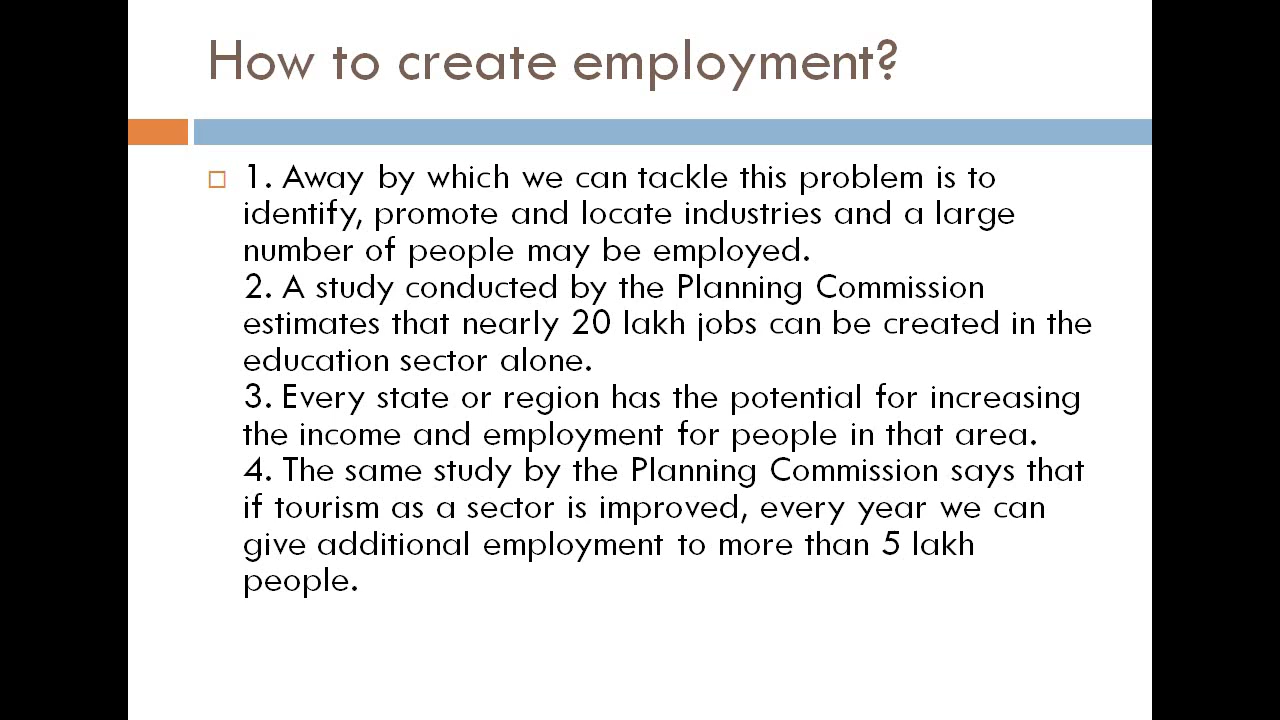 How to create employment?
1. Away by which we can tackle this problem is to
identify, promote and locate industries and a large
number of people may be employed.
2. A study conducted by the Planning Commission
estimates that nearly 20 lakh jobs can be created in the
education sector alone.
3. Every state or region has the potential for increasing
the income and employment for people in that area.
4. The same study by the Planning Commission says that
if tourism as a sector is improved, every year we can
give additional employment to more than 5 lakh
people.